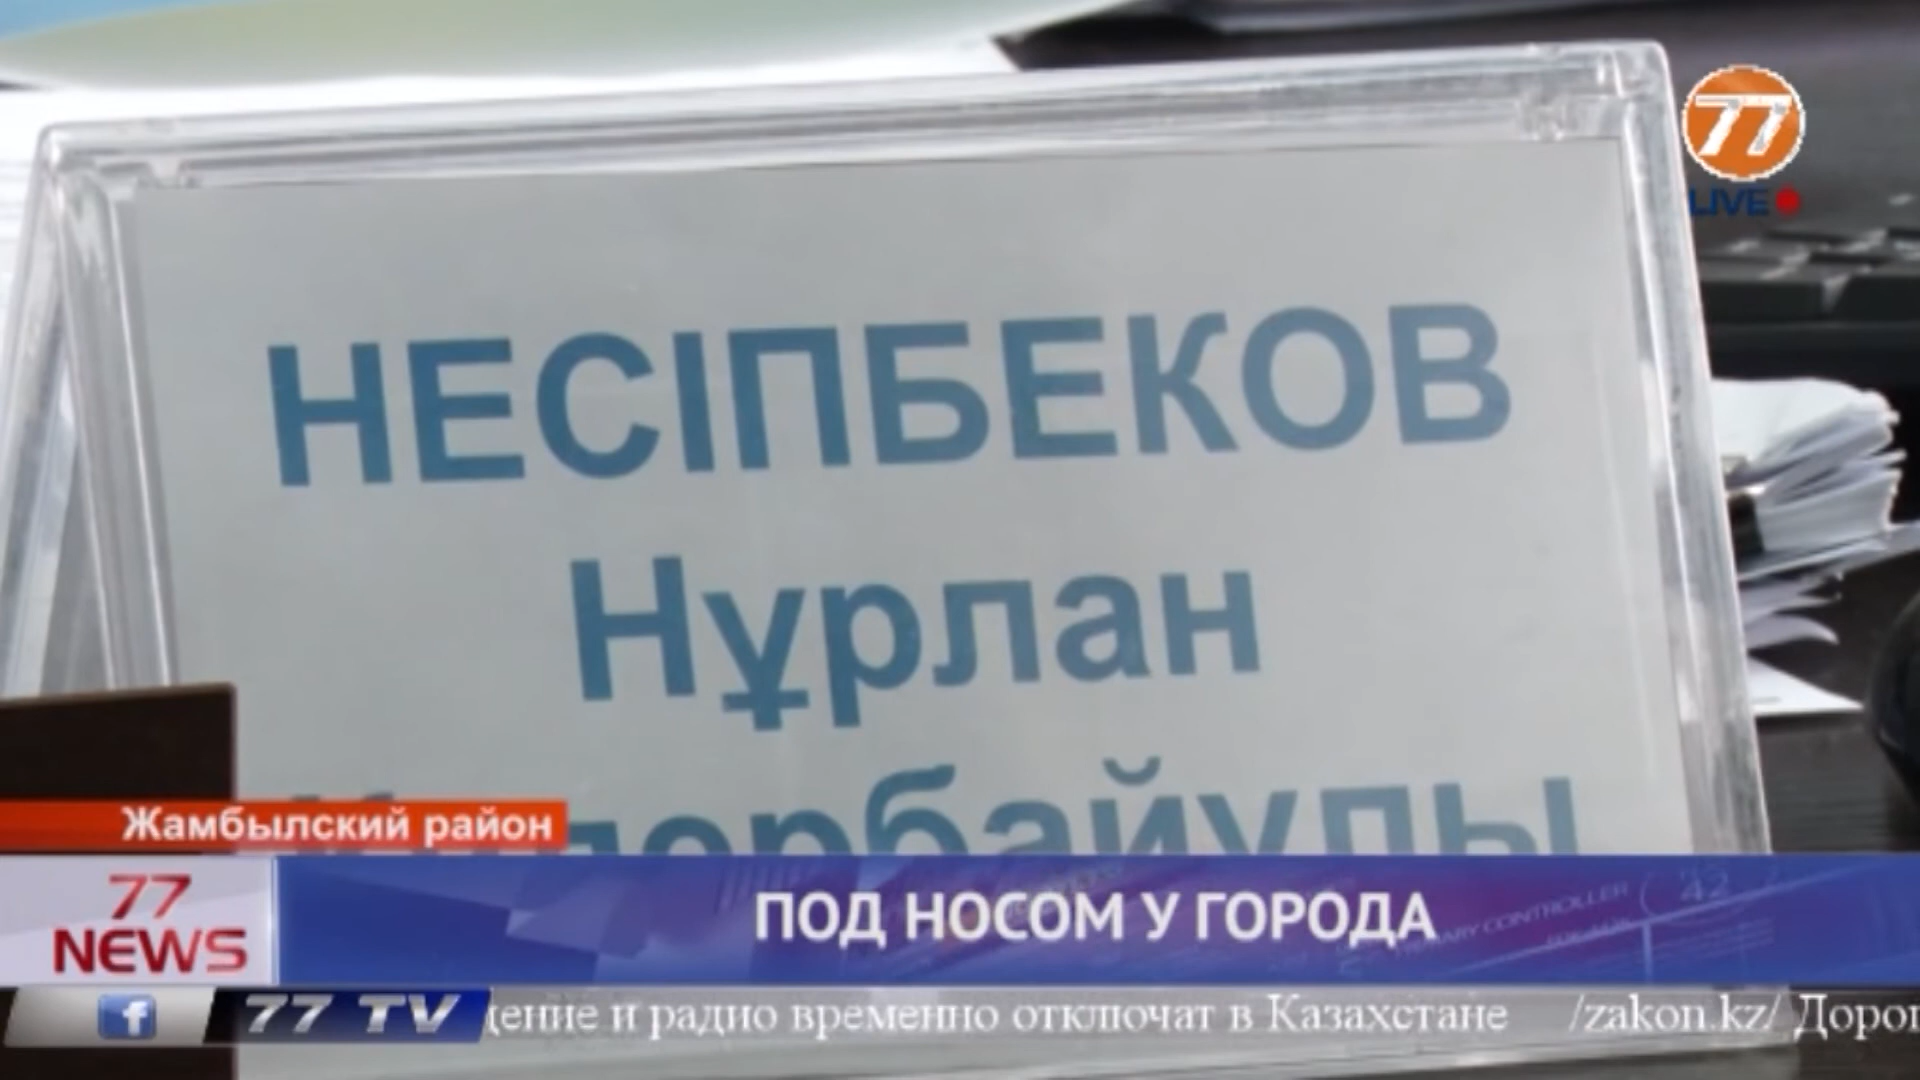 77
LIVE
НЕСІПБЕКОВ
Нұрлан
Жамбылский район
77
NEWS
ПОД НОСОМ У ГОРОДА
77 TV
и радио временно отключат в Казахстане /zakon.kz/